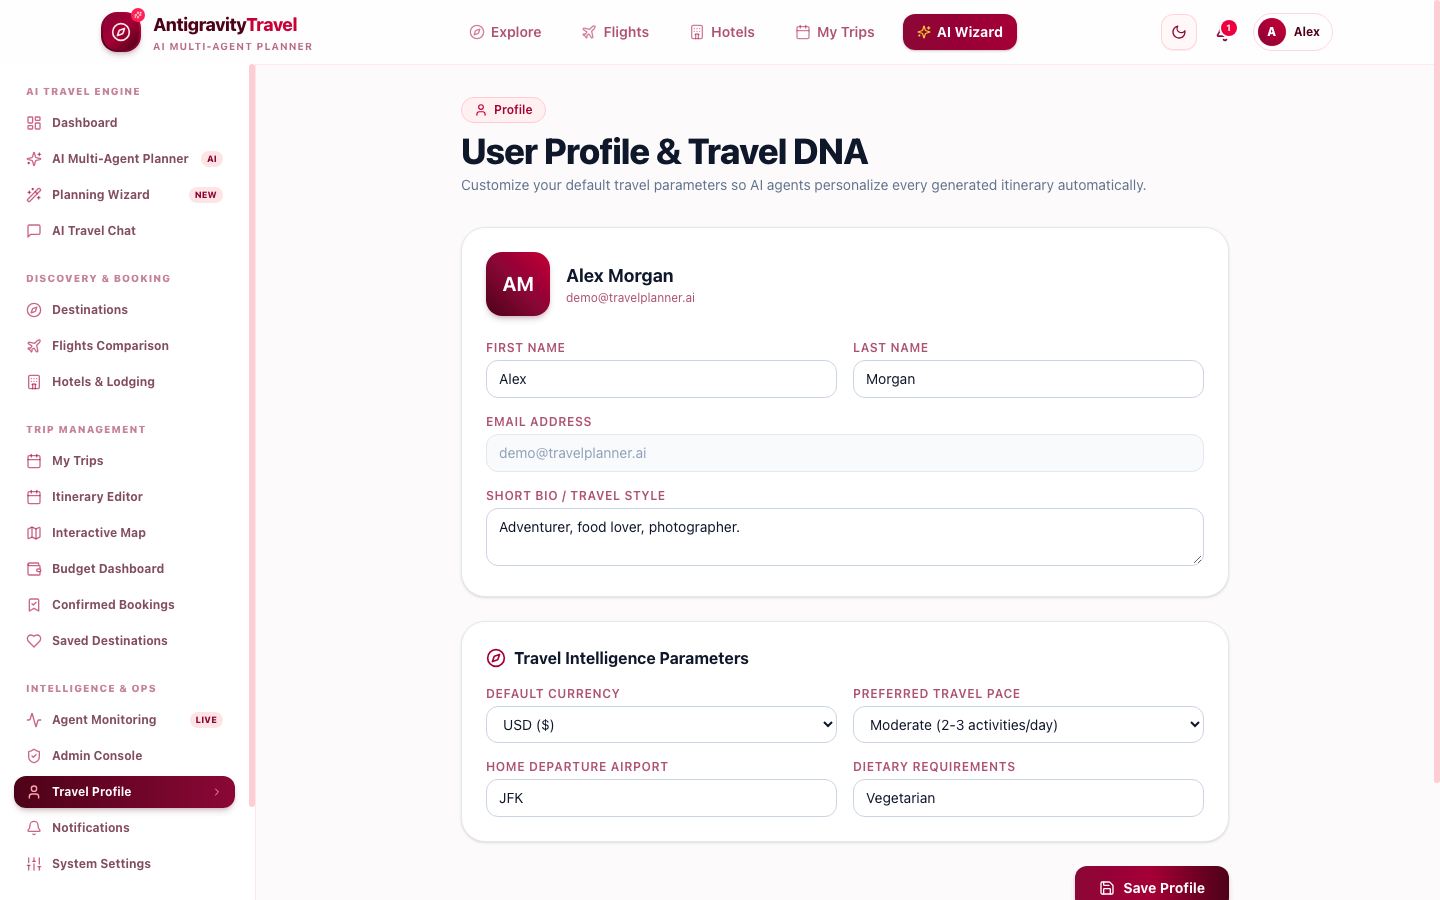 AntigravityTravel
AI MULTI-AGENT PLANNER
Explore
Flights
Hotels
My Trips
AI Wizard
1
A
Alex
AI TRAVEL ENGINE
Dashboard
AI Multi-Agent Planner AI
Planning Wizard NEW
AI Travel Chat
DISCOVERY & BOOKING
Destinations
Flights Comparison
Hotels & Lodging
TRIP MANAGEMENT
My Trips
Itinerary Editor
Interactive Map
Budget Dashboard
Confirmed Bookings
Saved Destinations
INTELLIGENCE & OPS
Agent Monitoring LIVE
Admin Console
Travel Profile
Notifications
System Settings
Profile
User Profile & Travel DNA
Customize your default travel parameters so AI agents personalize every generated itinerary automatically.
AM
Alex Morgan
demo@travelplanner.ai
FIRST NAME
Alex
LAST NAME
Morgan
EMAIL ADDRESS
demo@travelplanner.ai
SHORT BIO / TRAVEL STYLE
Adventurer, food lover, photographer.
Travel Intelligence Parameters
DEFAULT CURRENCY
USD ($)
PREFERRED TRAVEL PACE
Moderate (2-3 activities/day)
HOME DEPARTURE AIRPORT
JFK
DIETARY REQUIREMENTS
Vegetarian
Save Profile